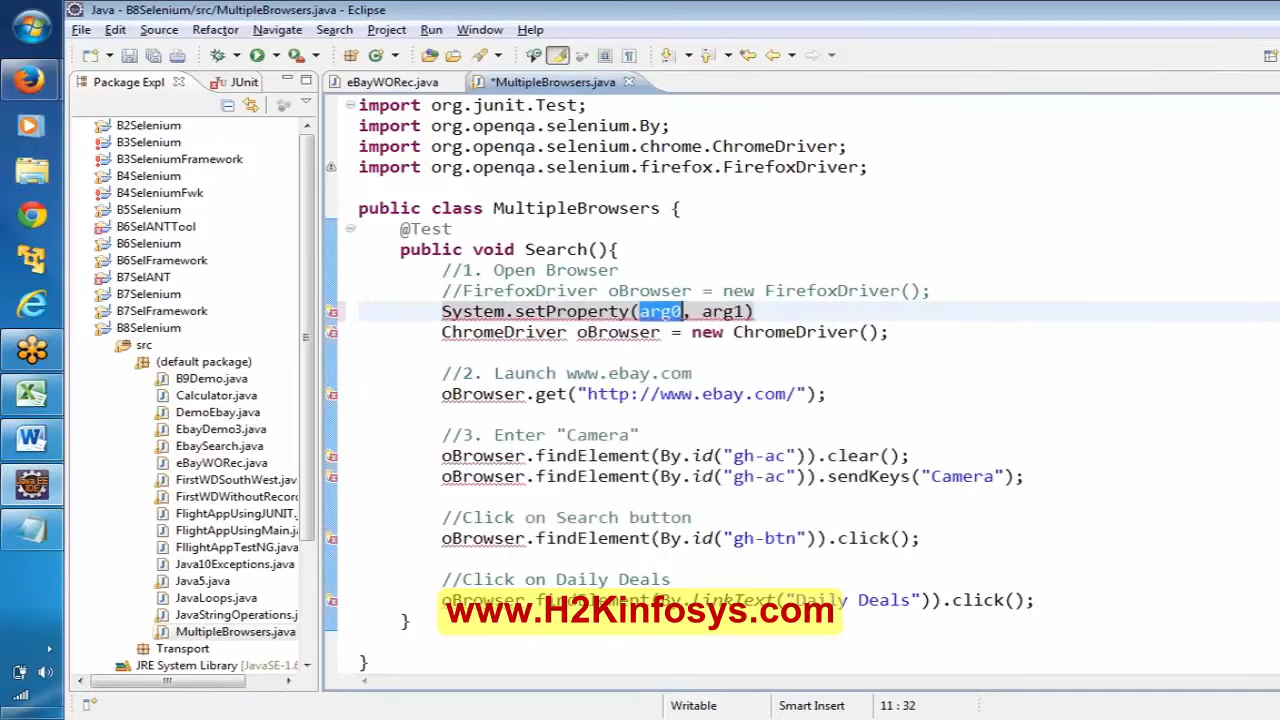 Java - B8Selenium/src/MultipleBrowsers.java - Eclipse
File Edit Source Refactor Navigate Search Project Run Window Help
Package Expl JUnit eBayWORec.java *MultipleBrowsers.java
B2Selenium
B3Selenium
B3SeleniumFramework
B4Selenium
B4SeleniumFwk
B5Selenium
B6SelANTTool
B6Selenium
B6SelFramework
B7SelANT
B7Selenium
B7SelFramework
B8Selenium
src
(default package)
B9Demo.java
Calculator.java
DemoEbay.java
EbayDemo3.java
EbaySearch.java
eBayWORec.java
FirstWDSouthWest.jav
FirstWDWithoutRecor
FlightAppUsingJUNIT.
FlightAppUsingMain.j
FllightAppTestNG.java
Java10Exceptions.java
Java5.java
JavaLoops.java
JavaStringOperations.j
MultipleBrowsers.java
Transport
JRE System Library [JavaSE-1.6
import org.junit.Test;
import org.openqa.selenium.By;
import org.openqa.selenium.chrome.ChromeDriver;
import org.openqa.selenium.firefox.FirefoxDriver;
public class MultipleBrowsers {
@Test
public void Search(){
//1. Open Browser
//FirefoxDriver oBrowser = new FirefoxDriver();
System.setProperty(arg0, arg1)
ChromeDriver oBrowser = new ChromeDriver();
//2. Launch www.ebay.com
oBrowser.get("http://www.ebay.com/");
//3. Enter "Camera"
oBrowser.findElement(By.id("gh-ac")).clear();
oBrowser.findElement(By.id("gh-ac")).sendKeys("Camera");
//Click on Search button
oBrowser.findElement(By.id("gh-btn")).click();
//Click on Daily Deals
oBrowser.findElement(By.linkText("Daily Deals")).click();
www.H2Kinfosys.com
}
}
Writable Smart Insert 11 : 32